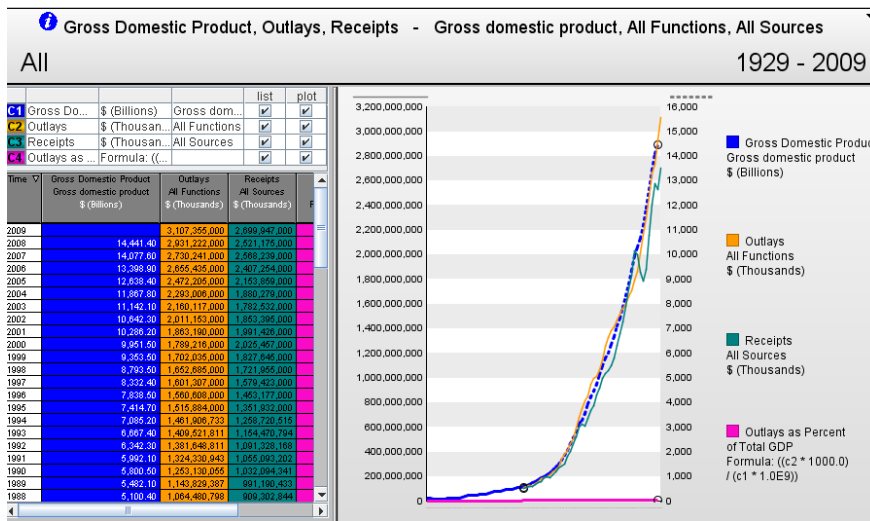 Gross Domestic Product, Outlays, Receipts - Gross domestic product, All Functions, All Sources
All 1929 - 2009
list plot
C1 Gross Do... $ (Billions) Gross dom...
C2 Outlays $ (Thousan... All Functions
C3 Receipts $ (Thousan... All Sources
C4 Outlays as ... Formula: ((...
Time Gross Domestic Product Outlays Receipts
Gross domestic product All Functions All Sources
$ (Billions) $ (Thousands) $ (Thousands) F
2009 3,107,355,000 2,699,947,000
2008 14,441.40 2,931,222,000 2,521,175,000
2007 14,077.60 2,730,241,000 2,568,239,000
2006 13,398.90 2,655,435,000 2,407,254,000
2005 12,638.40 2,472,205,000 2,153,859,000
2004 11,867.80 2,293,006,000 1,880,279,000
2003 11,142.10 2,160,117,000 1,782,532,000
2002 10,642.30 2,011,153,000 1,853,395,000
2001 10,286.20 1,863,190,000 1,991,426,000
2000 9,951.50 1,789,216,000 2,025,457,000
1999 9,353.50 1,702,035,000 1,827,645,000
1998 8,793.50 1,652,685,000 1,721,955,000
1997 8,332.40 1,601,307,000 1,579,423,000
1996 7,838.50 1,560,608,000 1,453,177,000
1995 7,414.70 1,515,884,000 1,351,932,000
1994 7,085.20 1,461,906,733 1,258,720,515
1993 6,667.40 1,409,521,811 1,154,470,794
1992 6,342.30 1,381,648,811 1,091,328,168
1991 5,992.10 1,324,330,943 1,055,093,202
1990 5,800.50 1,253,130,055 1,032,094,341
1989 5,482.10 1,143,829,387 991,190,433
1988 5,100.40 1,064,480,798 909,302,844
3,200,000,000 16,000
3,000,000,000 15,000
2,800,000,000 14,000
2,600,000,000 13,000
2,400,000,000 12,000
2,200,000,000 11,000
2,000,000,000 10,000
1,800,000,000 9,000
1,600,000,000 8,000
1,400,000,000 7,000
1,200,000,000 6,000
1,000,000,000 5,000
800,000,000 4,000
600,000,000 3,000
400,000,000 2,000
200,000,000 1,000
0 0
Gross Domestic Produc
Gross domestic product
$ (Billions)
Outlays
All Functions
$ (Thousands)
Receipts
All Sources
$ (Thousands)
Outlays as Percent
of Total GDP
Formula: ((c2 * 1000.0)
/ (c1 * 1.0E9))